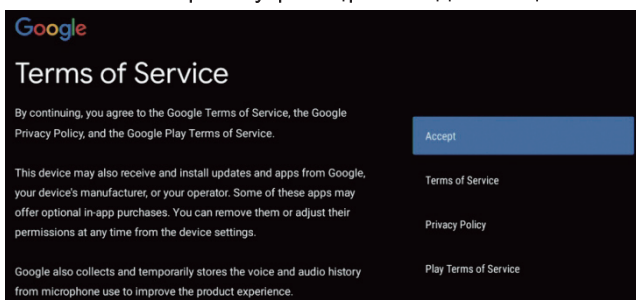 Google
Terms of Service
By continuing, you agree to the Google Terms of Service, the Google
Privacy Policy, and the Google Play Terms of Service.
This device may also receive and install updates and apps from Google,
your device's manufacturer, or your operator. Some of these apps may
offer optional in-app purchases. You can remove them or adjust their
permissions at any time from the device settings.
Google also collects and temporarily stores the voice and audio history
from microphone use to improve the product experience.
Accept
Terms of Service
Privacy Policy
Play Terms of Service